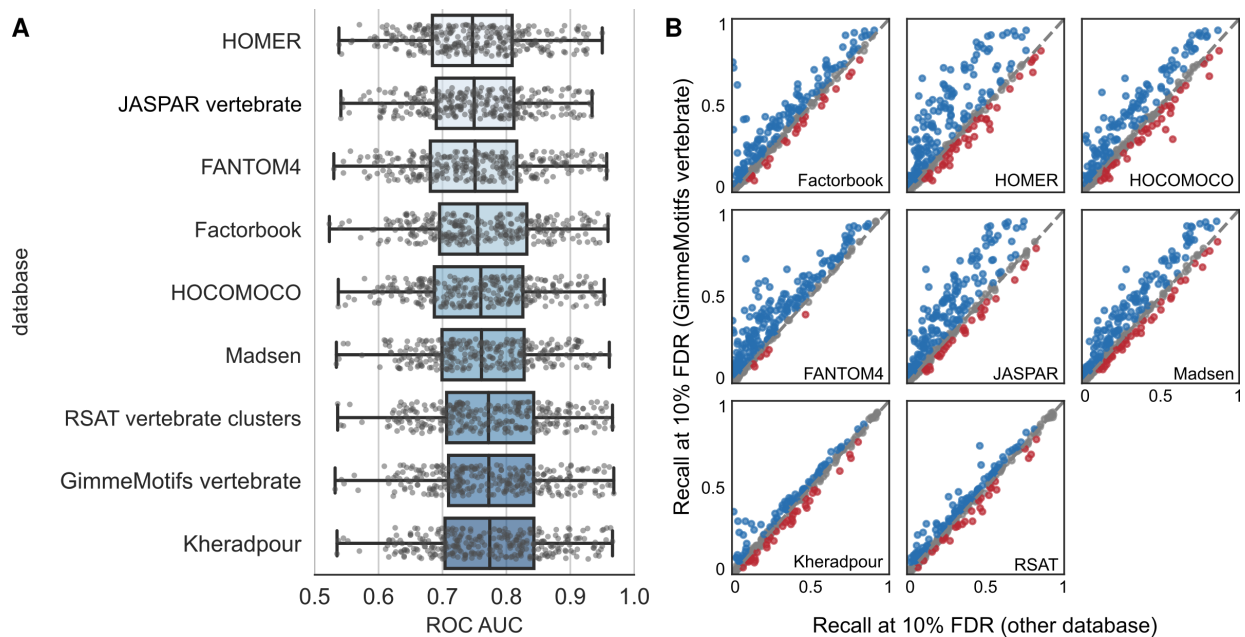 A
HOMER
JASPAR vertebrate
FANTOM4
Factorbook
HOCOMOCO
Madsen
RSAT vertebrate clusters
GimmeMotifs vertebrate
Kheradpour
database
0.5 0.6 0.7 0.8 0.9 1.0
ROC AUC
B
Recall at 10% FDR (GimmeMotifs vertebrate)
1
0.5
0
Factorbook
HOMER
HOCOMOCO
1
0.5
0
FANTOM4
JASPAR
Madsen
0 0.5 1
1
0.5
0
Kheradpour
RSAT
0 0.5
0 0.5 1
Recall at 10% FDR (other database)